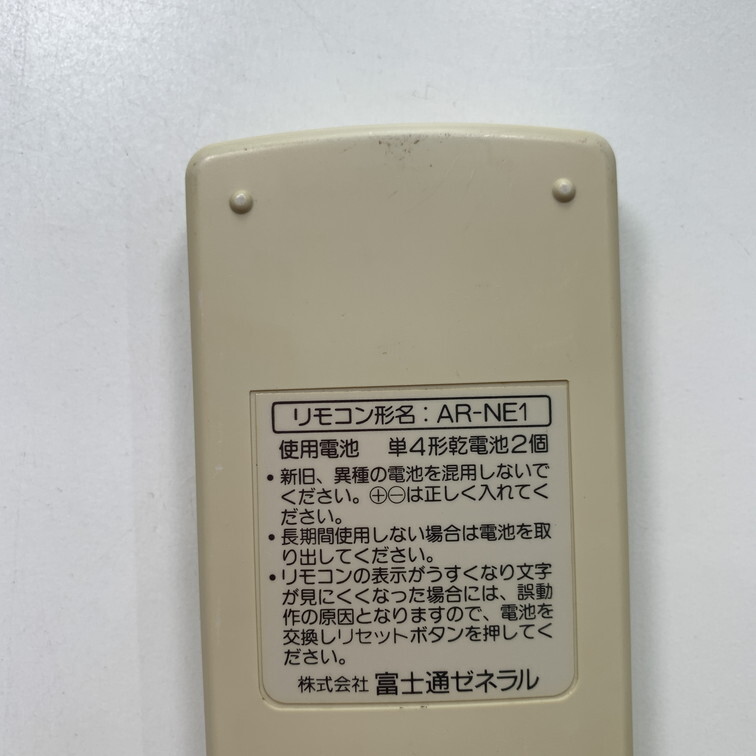 リモコン形名：AR-NE1
使用電池　単4形乾電池2個
•新旧、異種の電池を混用しないで
ください。⊕⊖は正しく入れてく
ださい。
•長期間使用しない場合は電池を取
り出してください。
•リモコンの表示がうすくなり文字
が見にくくなった場合には、誤動
作の原因となりますので、電池を
交換しリセットボタンを押してく
ださい。
株式会社 富士通ゼネラル